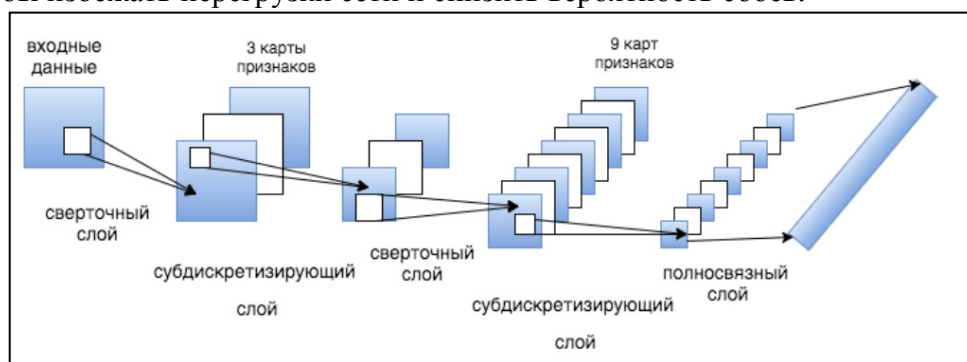 входные
данные
3 карты
признаков
9 карт
признаков
сверточный
слой
субдискретизирующий
слой
сверточный
слой
субдискретизирующий
слой
полносвязный
слой